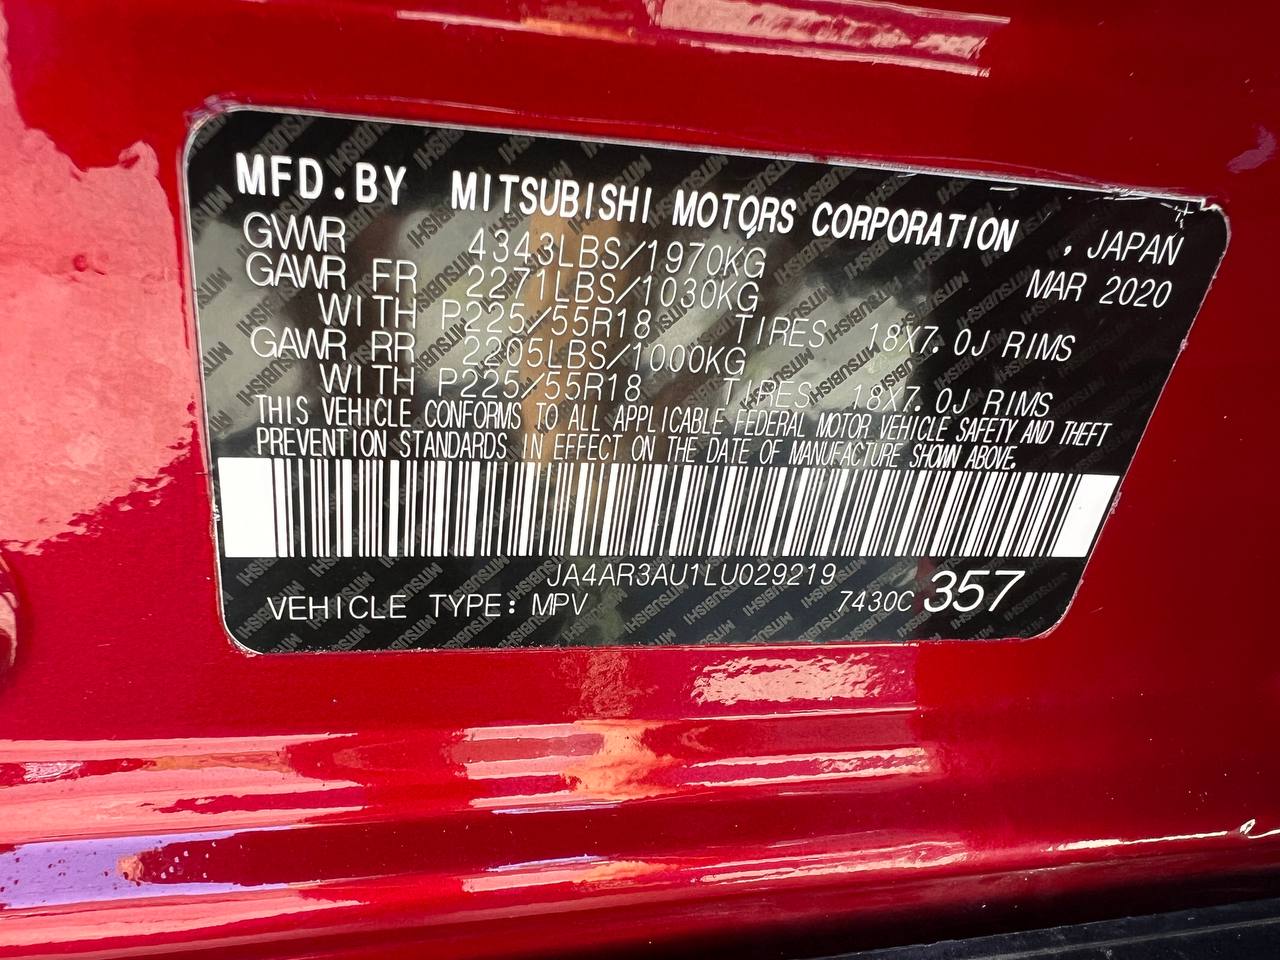 MFD.BY MITSUBISHI MOTORS CORPORATION , JAPAN
GVWR 4343LBS/1970KG MAR 2020
GAWR FR 2271LBS/1030KG
WITH P225/55R18 TIRES 18X7.0J RIMS
GAWR RR 2205LBS/1000KG
WITH P225/55R18 TIRES 18X7.0J RIMS
THIS VEHICLE CONFORMS TO ALL APPLICABLE FEDERAL MOTOR VEHICLE SAFETY AND THEFT
PREVENTION STANDARDS IN EFFECT ON THE DATE OF MANUFACTURE SHOWN ABOVE.
JA4AR3AU1LU029219
VEHICLE TYPE: MPV 7430C 357